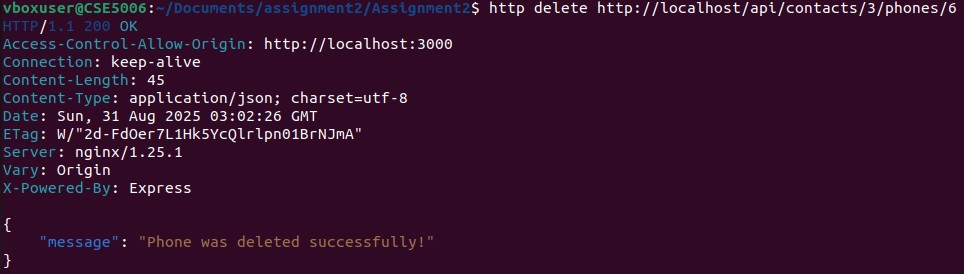 vboxuser@CSE5006:~/Documents/assignment2/Assignment2$ http delete http://localhost/api/contacts/3/phones/6
HTTP/1.1 200 OK
Access-Control-Allow-Origin: http://localhost:3000
Connection: keep-alive
Content-Length: 45
Content-Type: application/json; charset=utf-8
Date: Sun, 31 Aug 2025 03:02:26 GMT
ETag: W/"2d-FdOer7L1Hk5YcQlrlpn01BrNJmA"
Server: nginx/1.25.1
Vary: Origin
X-Powered-By: Express
{
    "message": "Phone was deleted successfully!"
}